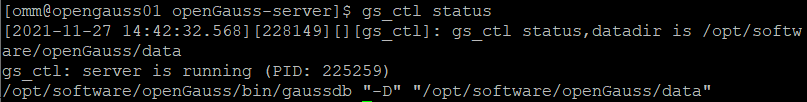 [omm@opengauss01 openGauss-server]$ gs_ctl status
[2021-11-27 14:42:32.568][228149][][gs_ctl]: gs_ctl status,datadir is /opt/softw
are/openGauss/data
gs_ctl: server is running (PID: 225259)
/opt/software/openGauss/bin/gaussdb "-D" "/opt/software/openGauss/data"